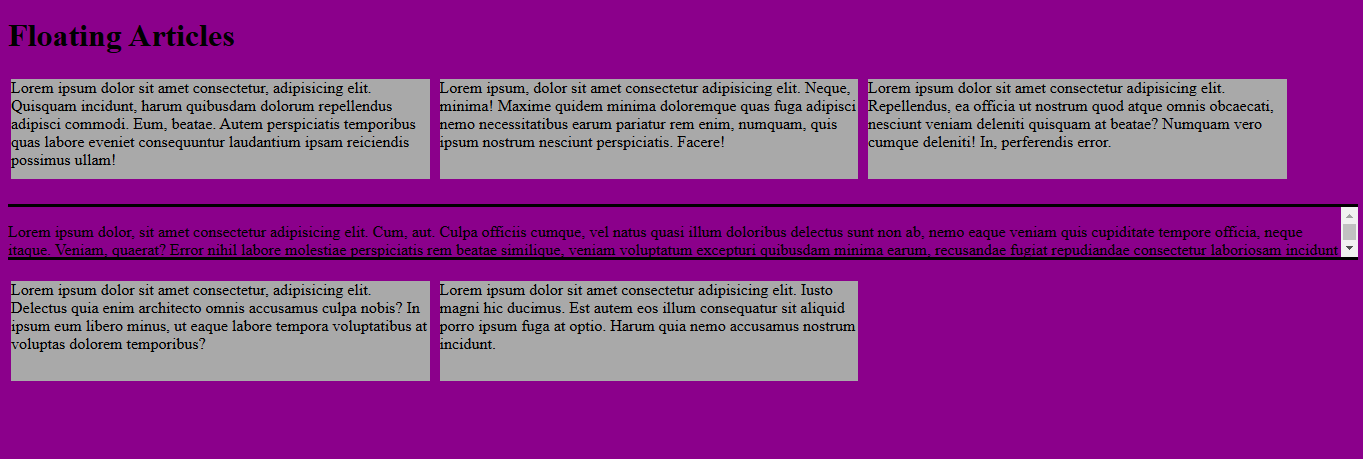 Floating Articles
Lorem ipsum dolor sit amet consectetur, adipisicing elit.
Quisquam incidunt, harum quibusdam dolorum repellendus
adipisci commodi. Eum, beatae. Autem perspiciatis temporibus
quas labore eveniet consequuntur laudantium ipsam reiciendis
possimus ullam!
Lorem ipsum, dolor sit amet consectetur adipisicing elit. Neque,
minima! Maxime quidem minima doloremque quas fuga adipisci
nemo necessitatibus earum pariatur rem enim, numquam, quis
ipsum nostrum nesciunt perspiciatis. Facere!
Lorem ipsum dolor sit amet consectetur adipisicing elit.
Repellendus, ea officia ut nostrum quod atque omnis obcaecati,
nesciunt veniam deleniti quisquam at beatae? Numquam vero
cumque deleniti! In, perferendis error.
Lorem ipsum dolor, sit amet consectetur adipisicing elit. Cum, aut. Culpa officiis cumque, vel natus quasi illum doloribus delectus sunt non ab, nemo eaque veniam quis cupiditate tempore officia, neque
itaque. Veniam, quaerat? Error nihil labore molestiae perspiciatis rem beatae similique, veniam voluptatum excepturi quibusdam minima earum, recusandae fugiat repudiandae consectetur laboriosam incidunt
Lorem ipsum dolor sit amet consectetur, adipisicing elit.
Delectus quia enim architecto omnis accusamus culpa nobis? In
ipsum eum libero minus, ut eaque labore tempora voluptatibus at
voluptas dolorem temporibus?
Lorem ipsum dolor sit amet consectetur adipisicing elit. Iusto
magni hic ducimus. Est autem eos illum consequatur sit aliquid
porro ipsum fuga at optio. Harum quia nemo accusamus nostrum
incidunt.